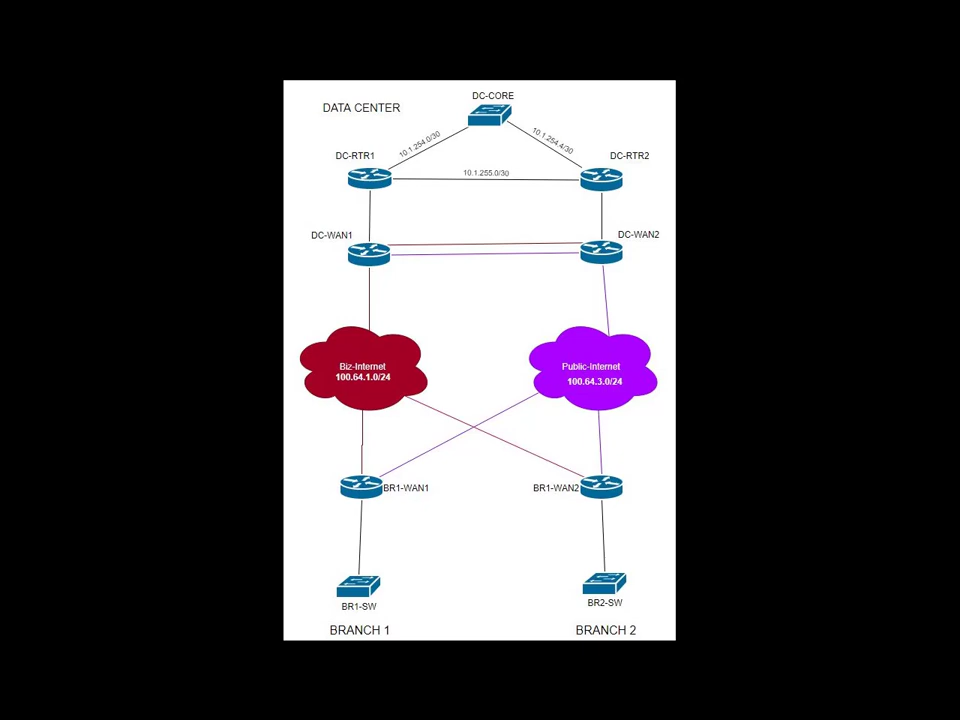 DC-CORE
DATA CENTER
10.1.254.0/30
10.1.254.4/30
DC-RTR1
DC-RTR2
10.1.255.0/30
DC-WAN1
DC-WAN2
Biz-Internet
100.64.1.0/24
Public-Internet
100.64.3.0/24
BR1-WAN1
BR1-WAN2
BR1-SW
BR2-SW
BRANCH 1
BRANCH 2